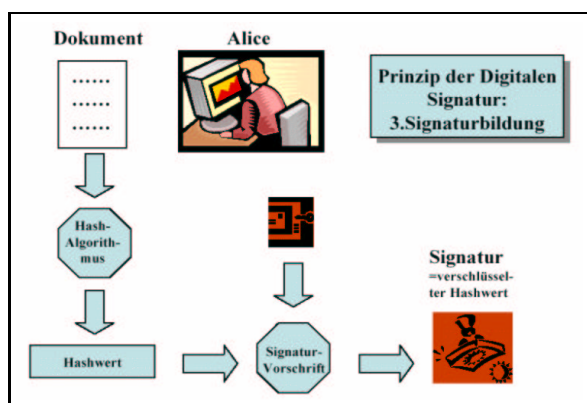 Dokument
Alice
......
......
......
Prinzip der Digitalen
Signatur:
3.Signaturbildung
Hash-
Algorith-
mus
Signatur
=verschlüssel-
ter Hashwert
Hashwert
Signatur-
Vorschrift